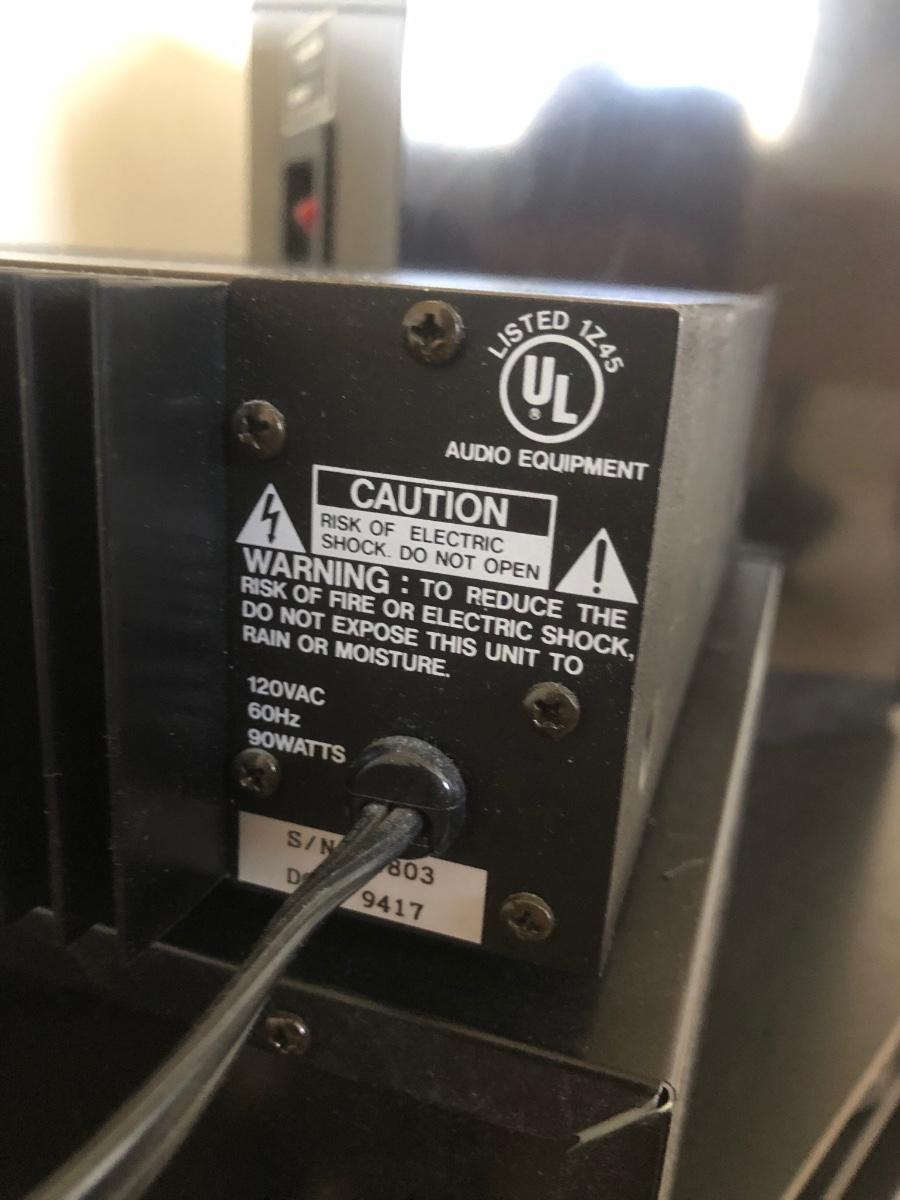 LISTED 1Z45
UL
®
AUDIO EQUIPMENT
CAUTION
RISK OF ELECTRIC
SHOCK. DO NOT OPEN
WARNING : TO REDUCE THE
RISK OF FIRE OR ELECTRIC SHOCK,
DO NOT EXPOSE THIS UNIT TO
RAIN OR MOISTURE.
120VAC
60Hz
90WATTS
S/N 803
9417